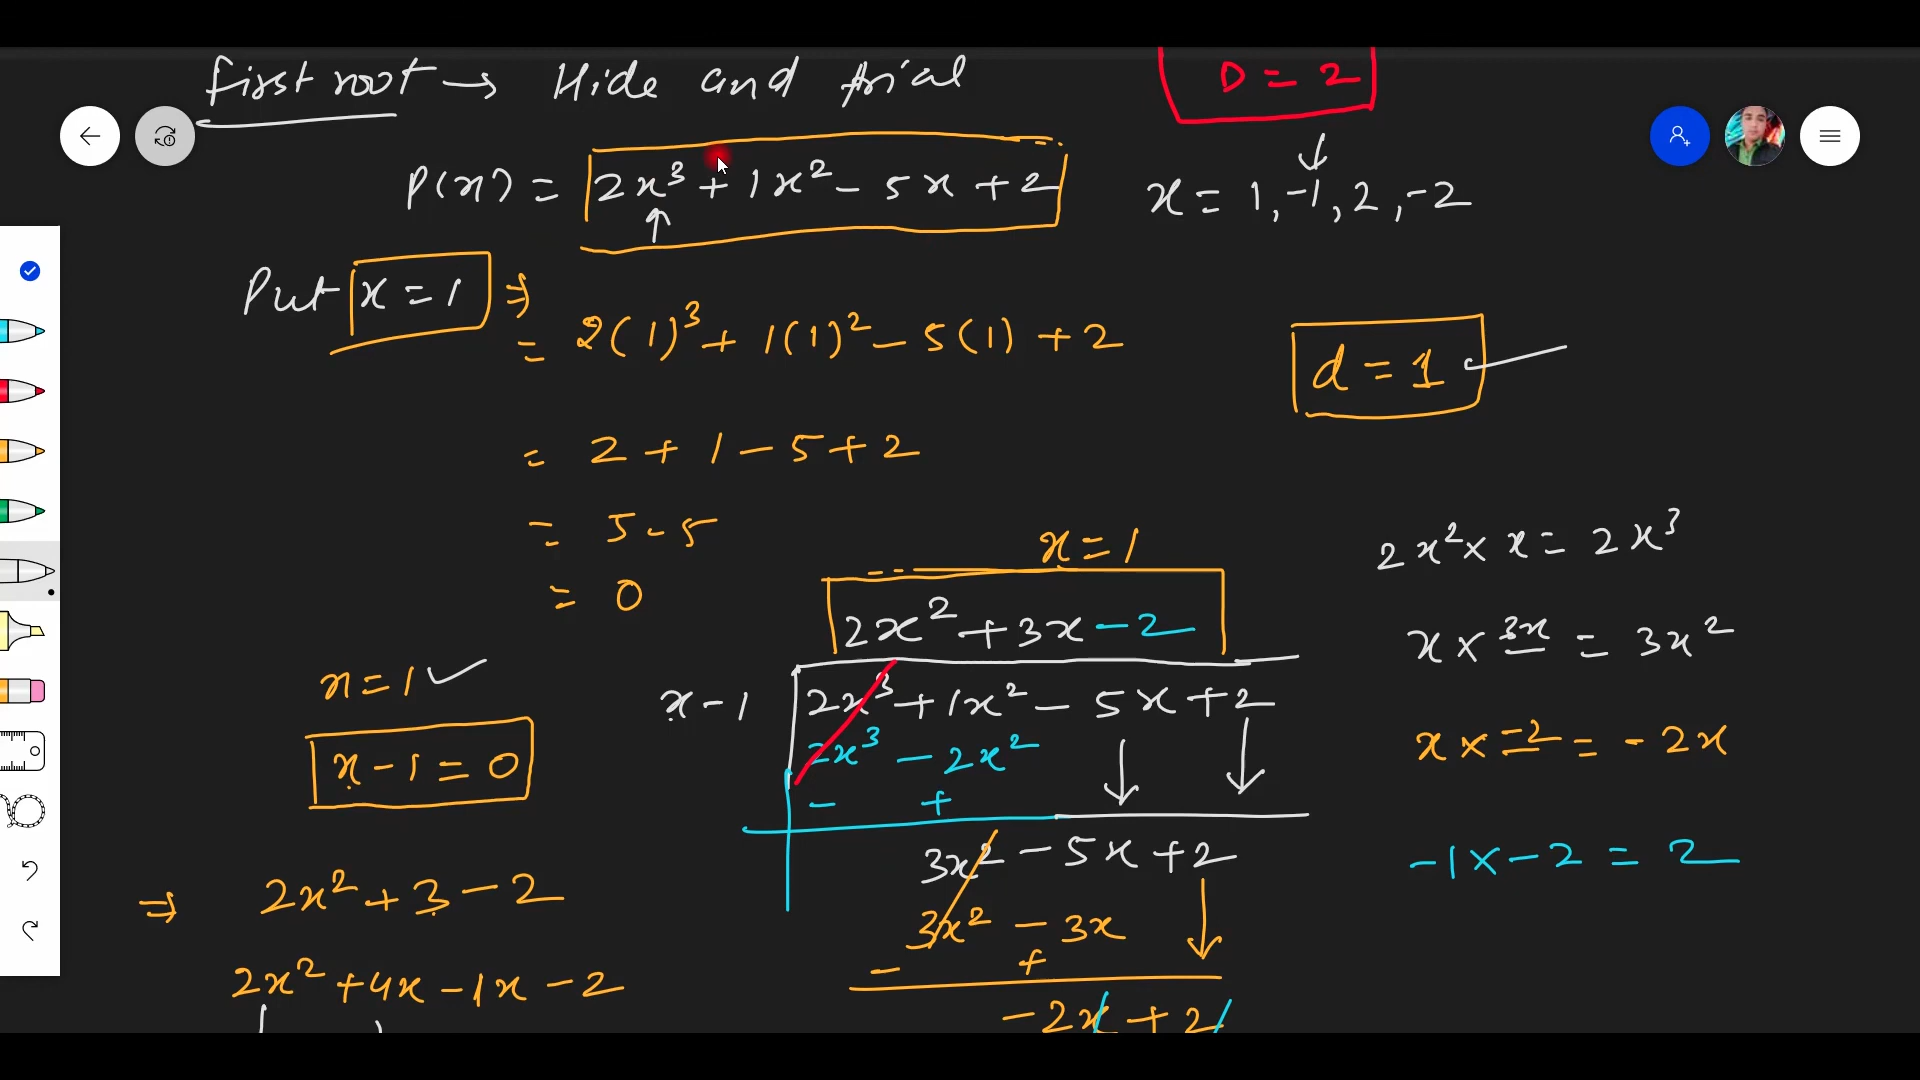 First root → Hide and trial
D = 2
P(x) = 2x³ + 1x² - 5x + 2
x = 1, -1, 2, -2
Put x = 1 ⇒
= 2(1)³ + 1(1)² - 5(1) + 2
d = 1
= 2 + 1 - 5 + 2
= 5 - 5
= 0
x = 1
2x² + 3x - 2
x - 1
2x³ + 1x² - 5x + 2
2x³ - 2x²
- +
3x² - 5x + 2
3x² - 3x
- +
-2x + 2
2x² × x = 2x³
x × 3x = 3x²
x × -2 = -2x
-1 × -2 = 2
x = 1 ✓
x - 1 = 0
⇒ 2x² + 3 - 2
2x² + 4x - 1x - 2